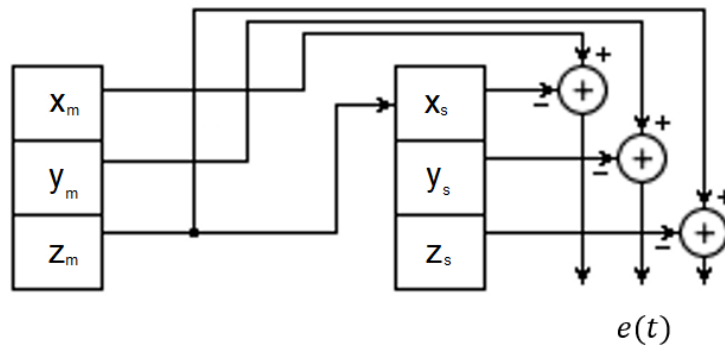 +
xₘ xₛ − +
+
yₘ yₛ − +
+
zₘ zₛ − +
e(t)